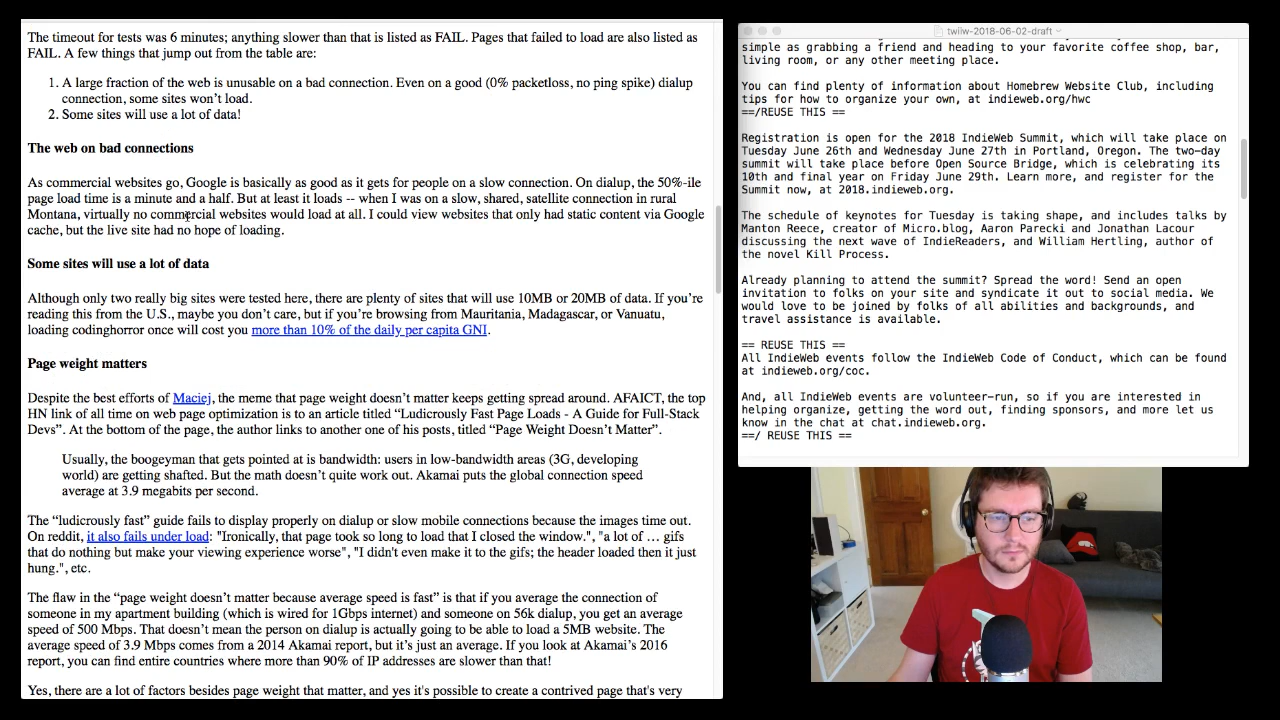 The timeout for tests was 6 minutes; anything slower than that is listed as FAIL. Pages that failed to load are also listed as
FAIL. A few things that jump out from the table are:
1. A large fraction of the web is unusable on a bad connection. Even on a good (0% packetloss, no ping spike) dialup
connection, some sites won’t load.
2. Some sites will use a lot of data!
The web on bad connections
As commercial websites go, Google is basically as good as it gets for people on a slow connection. On dialup, the 50%-ile
page load time is a minute and a half. But at least it loads -- when I was on a slow, shared, satellite connection in rural
Montana, virtually no commercial websites would load at all. I could view websites that only had static content via Google
cache, but the live site had no hope of loading.
Some sites will use a lot of data
Although only two really big sites were tested here, there are plenty of sites that will use 10MB or 20MB of data. If you’re
reading this from the U.S., maybe you don’t care, but if you’re browsing from Mauritania, Madagascar, or Vanuatu,
loading codinghorror once will cost you more than 10% of the daily per capita GNI.
Page weight matters
Despite the best efforts of Maciej, the meme that page weight doesn’t matter keeps getting spread around. AFAICT, the top
HN link of all time on web page optimization is to an article titled “Ludicrously Fast Page Loads - A Guide for Full-Stack
Devs”. At the bottom of the page, the author links to another one of his posts, titled “Page Weight Doesn’t Matter”.
Usually, the boogeyman that gets pointed at is bandwidth: users in low-bandwidth areas (3G, developing
world) are getting shafted. But the math doesn’t quite work out. Akamai puts the global connection speed
average at 3.9 megabits per second.
The “ludicrously fast” guide fails to display properly on dialup or slow mobile connections because the images time out.
On reddit, it also fails under load: "Ironically, that page took so long to load that I closed the window.", "a lot of … gifs
that do nothing but make your viewing experience worse", "I didn't even make it to the gifs; the header loaded then it just
hung.", etc.
The flaw in the “page weight doesn’t matter because average speed is fast” is that if you average the connection of
someone in my apartment building (which is wired for 1Gbps internet) and someone on 56k dialup, you get an average
speed of 500 Mbps. That doesn’t mean the person on dialup is actually going to be able to load a 5MB website. The
average speed of 3.9 Mbps comes from a 2014 Akamai report, but it’s just an average. If you look at Akamai’s 2016
report, you can find entire countries where more than 90% of IP addresses are slower than that!
Yes, there are a lot of factors besides page weight that matter, and yes it's possible to create a contrived page that's very
twiiw-2018-06-02-draft
simple as grabbing a friend and heading to your favorite coffee shop, bar,
living room, or any other meeting place.
You can find plenty of information about Homebrew Website Club, including
tips for how to organize your own, at indieweb.org/hwc
==/REUSE THIS ==
Registration is open for the 2018 IndieWeb Summit, which will take place on
Tuesday June 26th and Wednesday June 27th in Portland, Oregon. The two-day
summit will take place before Open Source Bridge, which is celebrating its
10th and final year on Friday June 29th. Learn more, and register for the
Summit now, at 2018.indieweb.org.
The schedule of keynotes for Tuesday is taking shape, and includes talks by
Manton Reece, creator of Micro.blog, Aaron Parecki and Jonathan Lacour
discussing the next wave of IndieReaders, and William Hertling, author of
the novel Kill Process.
Already planning to attend the summit? Spread the word! Send an open
invitation to folks on your site and syndicate it out to social media. We
would love to be joined by folks of all abilities and backgrounds, and
travel assistance is available.
== REUSE THIS ==
All IndieWeb events follow the IndieWeb Code of Conduct, which can be found
at indieweb.org/coc.
And, all IndieWeb events are volunteer-run, so if you are interested in
helping organize, getting the word out, finding sponsors, and more let us
know in the chat at chat.indieweb.org.
==/ REUSE THIS ==